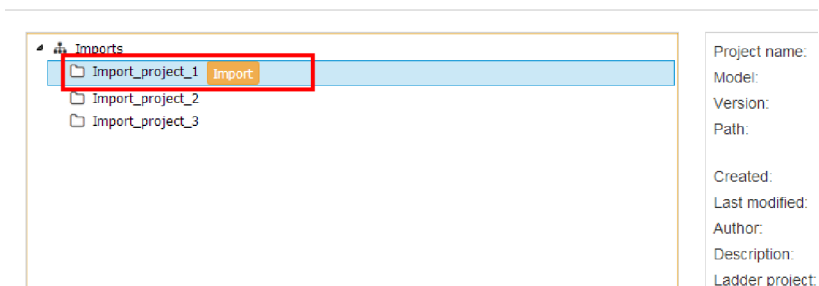 Imports
Import_project_1 Import
Import_project_2
Import_project_3
Project name:
Model:
Version:
Path:
Created:
Last modified:
Author:
Description:
Ladder project: